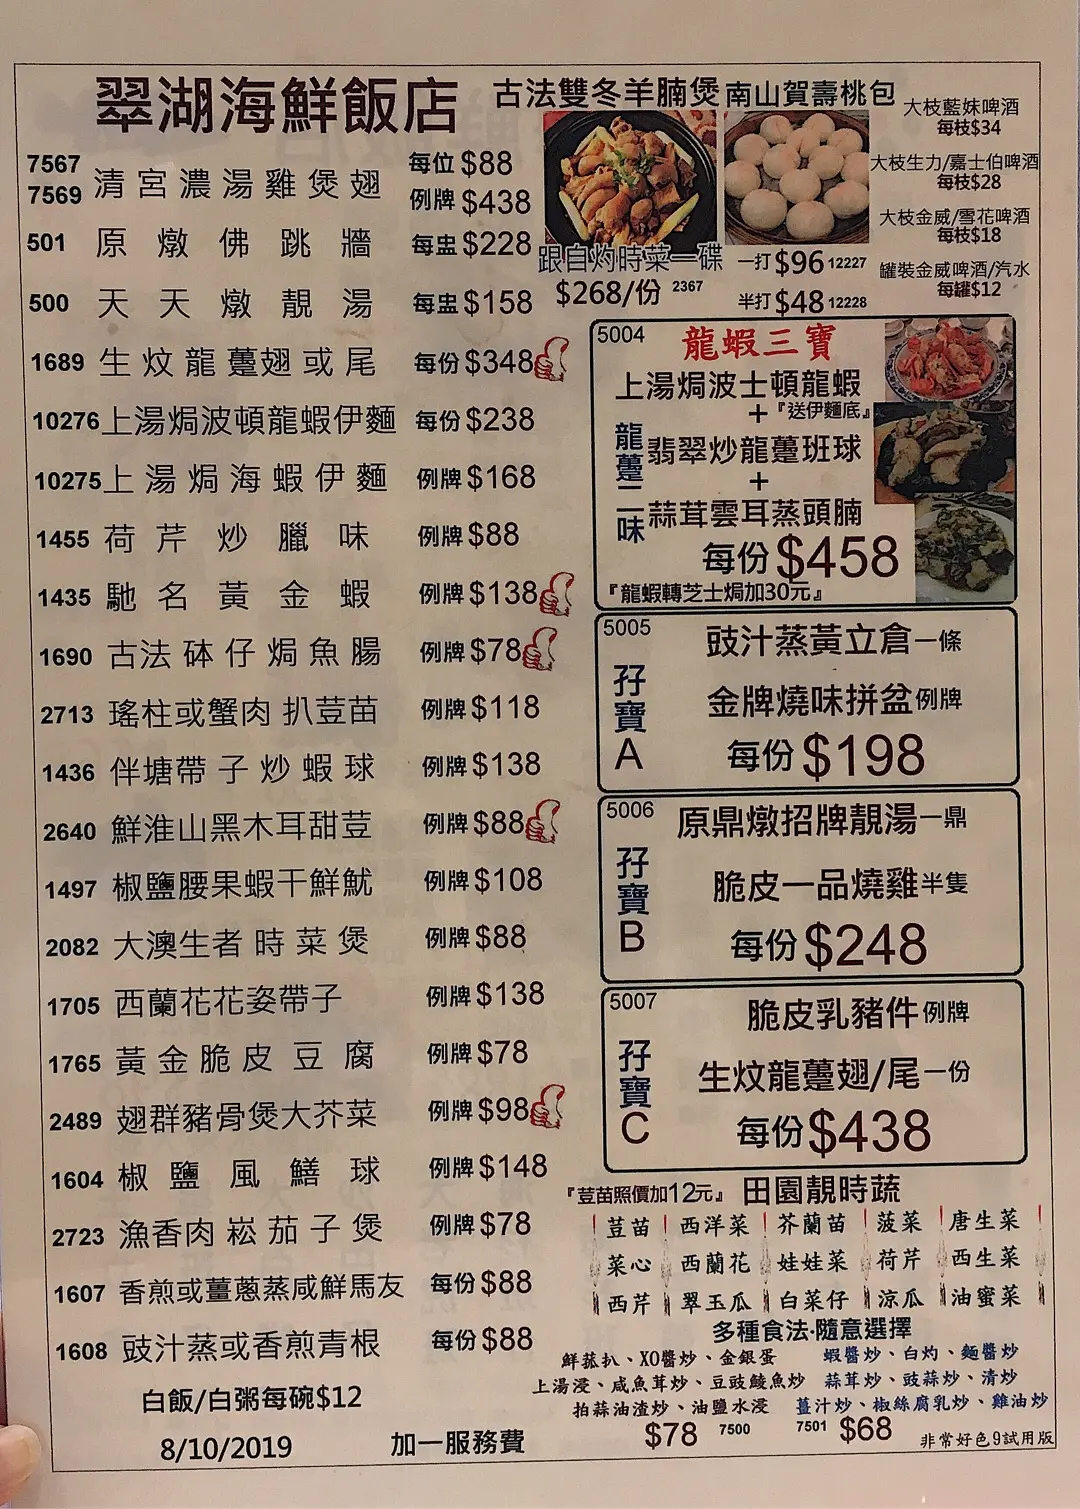 翠湖海鮮飯店
7567
7569
清宮濃湯雞煲翅
每位$88
例牌$438
501 原燉佛跳牆 每盅$228
500 天天燉靚湯 每盅$158
1689 生炆龍躉翅或尾 每份$348
10276 上湯焗波頓龍蝦伊麵 每份$238
10275 上湯焗海蝦伊麵 例牌$168
1455 荷芹炒臘味 例牌$88
1435 馳名黃金蝦 例牌$138
1690 古法砵仔焗魚腸 例牌$78
2713 瑤柱或蟹肉扒荳苗 例牌$118
1436 伴塘帶子炒蝦球 例牌$138
2640 鮮淮山黑木耳甜荳 例牌$88
1497 椒鹽腰果蝦干鮮魷 例牌$108
2082 大澳生者時菜煲 例牌$88
1705 西蘭花花姿帶子 例牌$138
1765 黃金脆皮豆腐 例牌$78
2489 翅群豬骨煲大芥菜 例牌$98
1604 椒鹽風鱔球 例牌$148
2723 漁香肉崧茄子煲 例牌$78
1607 香煎或薑蔥蒸咸鮮馬友 每份$88
1608 豉汁蒸或香煎青根 每份$88
白飯/白粥每碗$12
8/10/2019 加一服務費
古法雙冬羊腩煲
跟白灼時菜一碟
$268/份 2367
南山賀壽桃包
一打$96 12227
半打$48 12228
大枝藍妹啤酒
每枝$34
大枝生力/嘉士伯啤酒
每枝$28
大枝金威/雪花啤酒
每枝$18
罐裝金威啤酒/汽水
每罐$12
5004 龍蝦三寶
上湯焗波士頓龍蝦
+『送伊麵底』
龍躉二味
翡翠炒龍躉班球
+
蒜茸雲耳蒸頭腩
每份$458
『龍蝦轉芝士焗加30元』
5005
孖寶A
豉汁蒸黃立倉一條
金牌燒味拼盆例牌
每份$198
5006
孖寶B
原鼎燉招牌靚湯一鼎
脆皮一品燒雞半隻
每份$248
5007
孖寶C
脆皮乳豬件例牌
生炆龍躉翅/尾一份
每份$438
『荳苗照價加12元』 田園靚時蔬
荳苗 西洋菜 芥蘭苗 菠菜 唐生菜
菜心 西蘭花 娃娃菜 荷芹 西生菜
西芹 翠玉瓜 白菜仔 涼瓜 油蜜菜
多種食法·隨意選擇
鮮菰扒、XO醬炒、金銀蛋
上湯浸、咸魚茸炒、豆豉鯪魚炒
拍蒜油渣炒、油鹽水浸
$78 7500
蝦醬炒、白灼、麵醬炒
蒜茸炒、豉蒜炒、清炒
薑汁炒、椒絲腐乳炒、雞油炒
7501 $68
非常好色9試用版